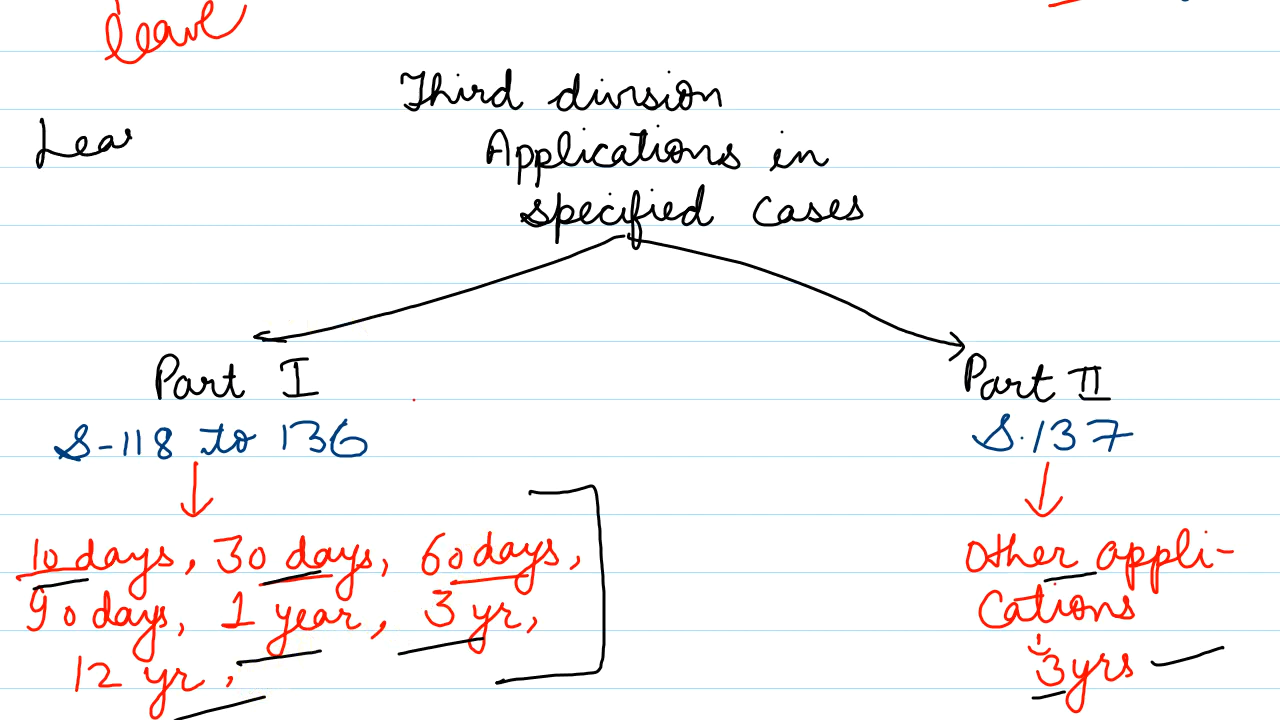 leave
Third division
Lea
Applications in
specified cases
Part I
Part II
S-118 to 136
S.137
10 days, 30 days, 60 days,
Other appli-
90 days, 1 year, 3 yr,
cations
12 yr.
3yrs